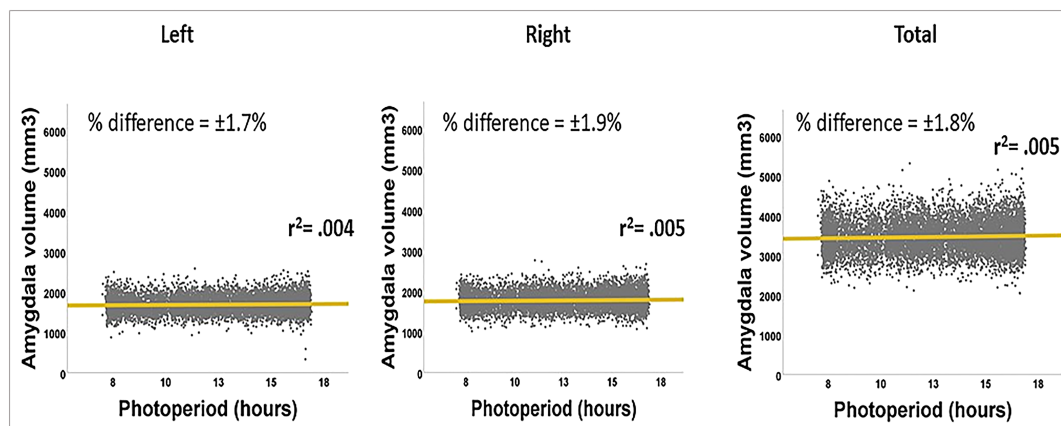 Left
% difference = ±1.7%
r²= .004
Amygdala volume (mm3)
6000
5000
4000
3000
2000
1000
0
8
10
13
15
18
Photoperiod (hours)
Right
% difference = ±1.9%
r²= .005
Amygdala volume (mm3)
6000
5000
4000
3000
2000
1000
0
8
10
13
15
18
Photoperiod (hours)
Total
% difference = ±1.8%
r²= .005
Amygdala volume (mm3)
6000
5000
4000
3000
2000
1000
0
8
10
13
15
18
Photoperiod (hours)